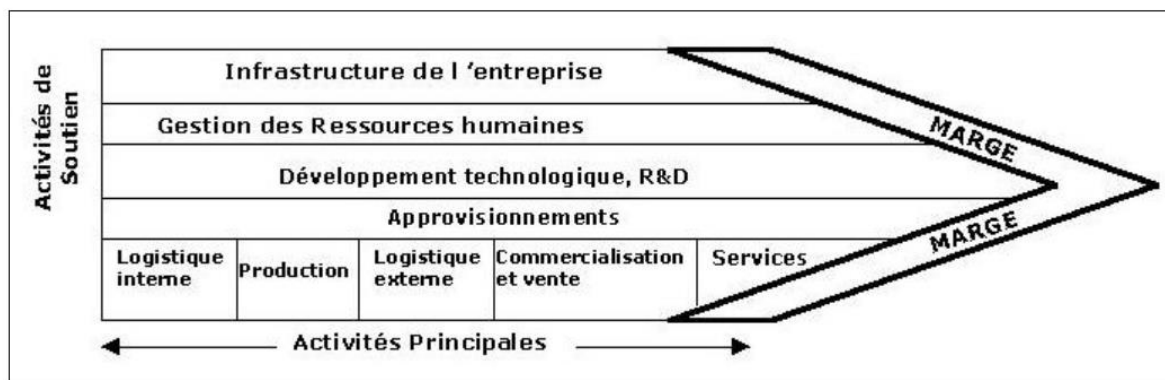 Activités de
Soutien
Infrastructure de l ‘entreprise
Gestion des Ressources humaines
Développement technologique, R&D
Approvisionnements
Logistique
interne
Production
Logistique
externe
Commercialisation
et vente
Services
MARGE
MARGE
Activités Principales